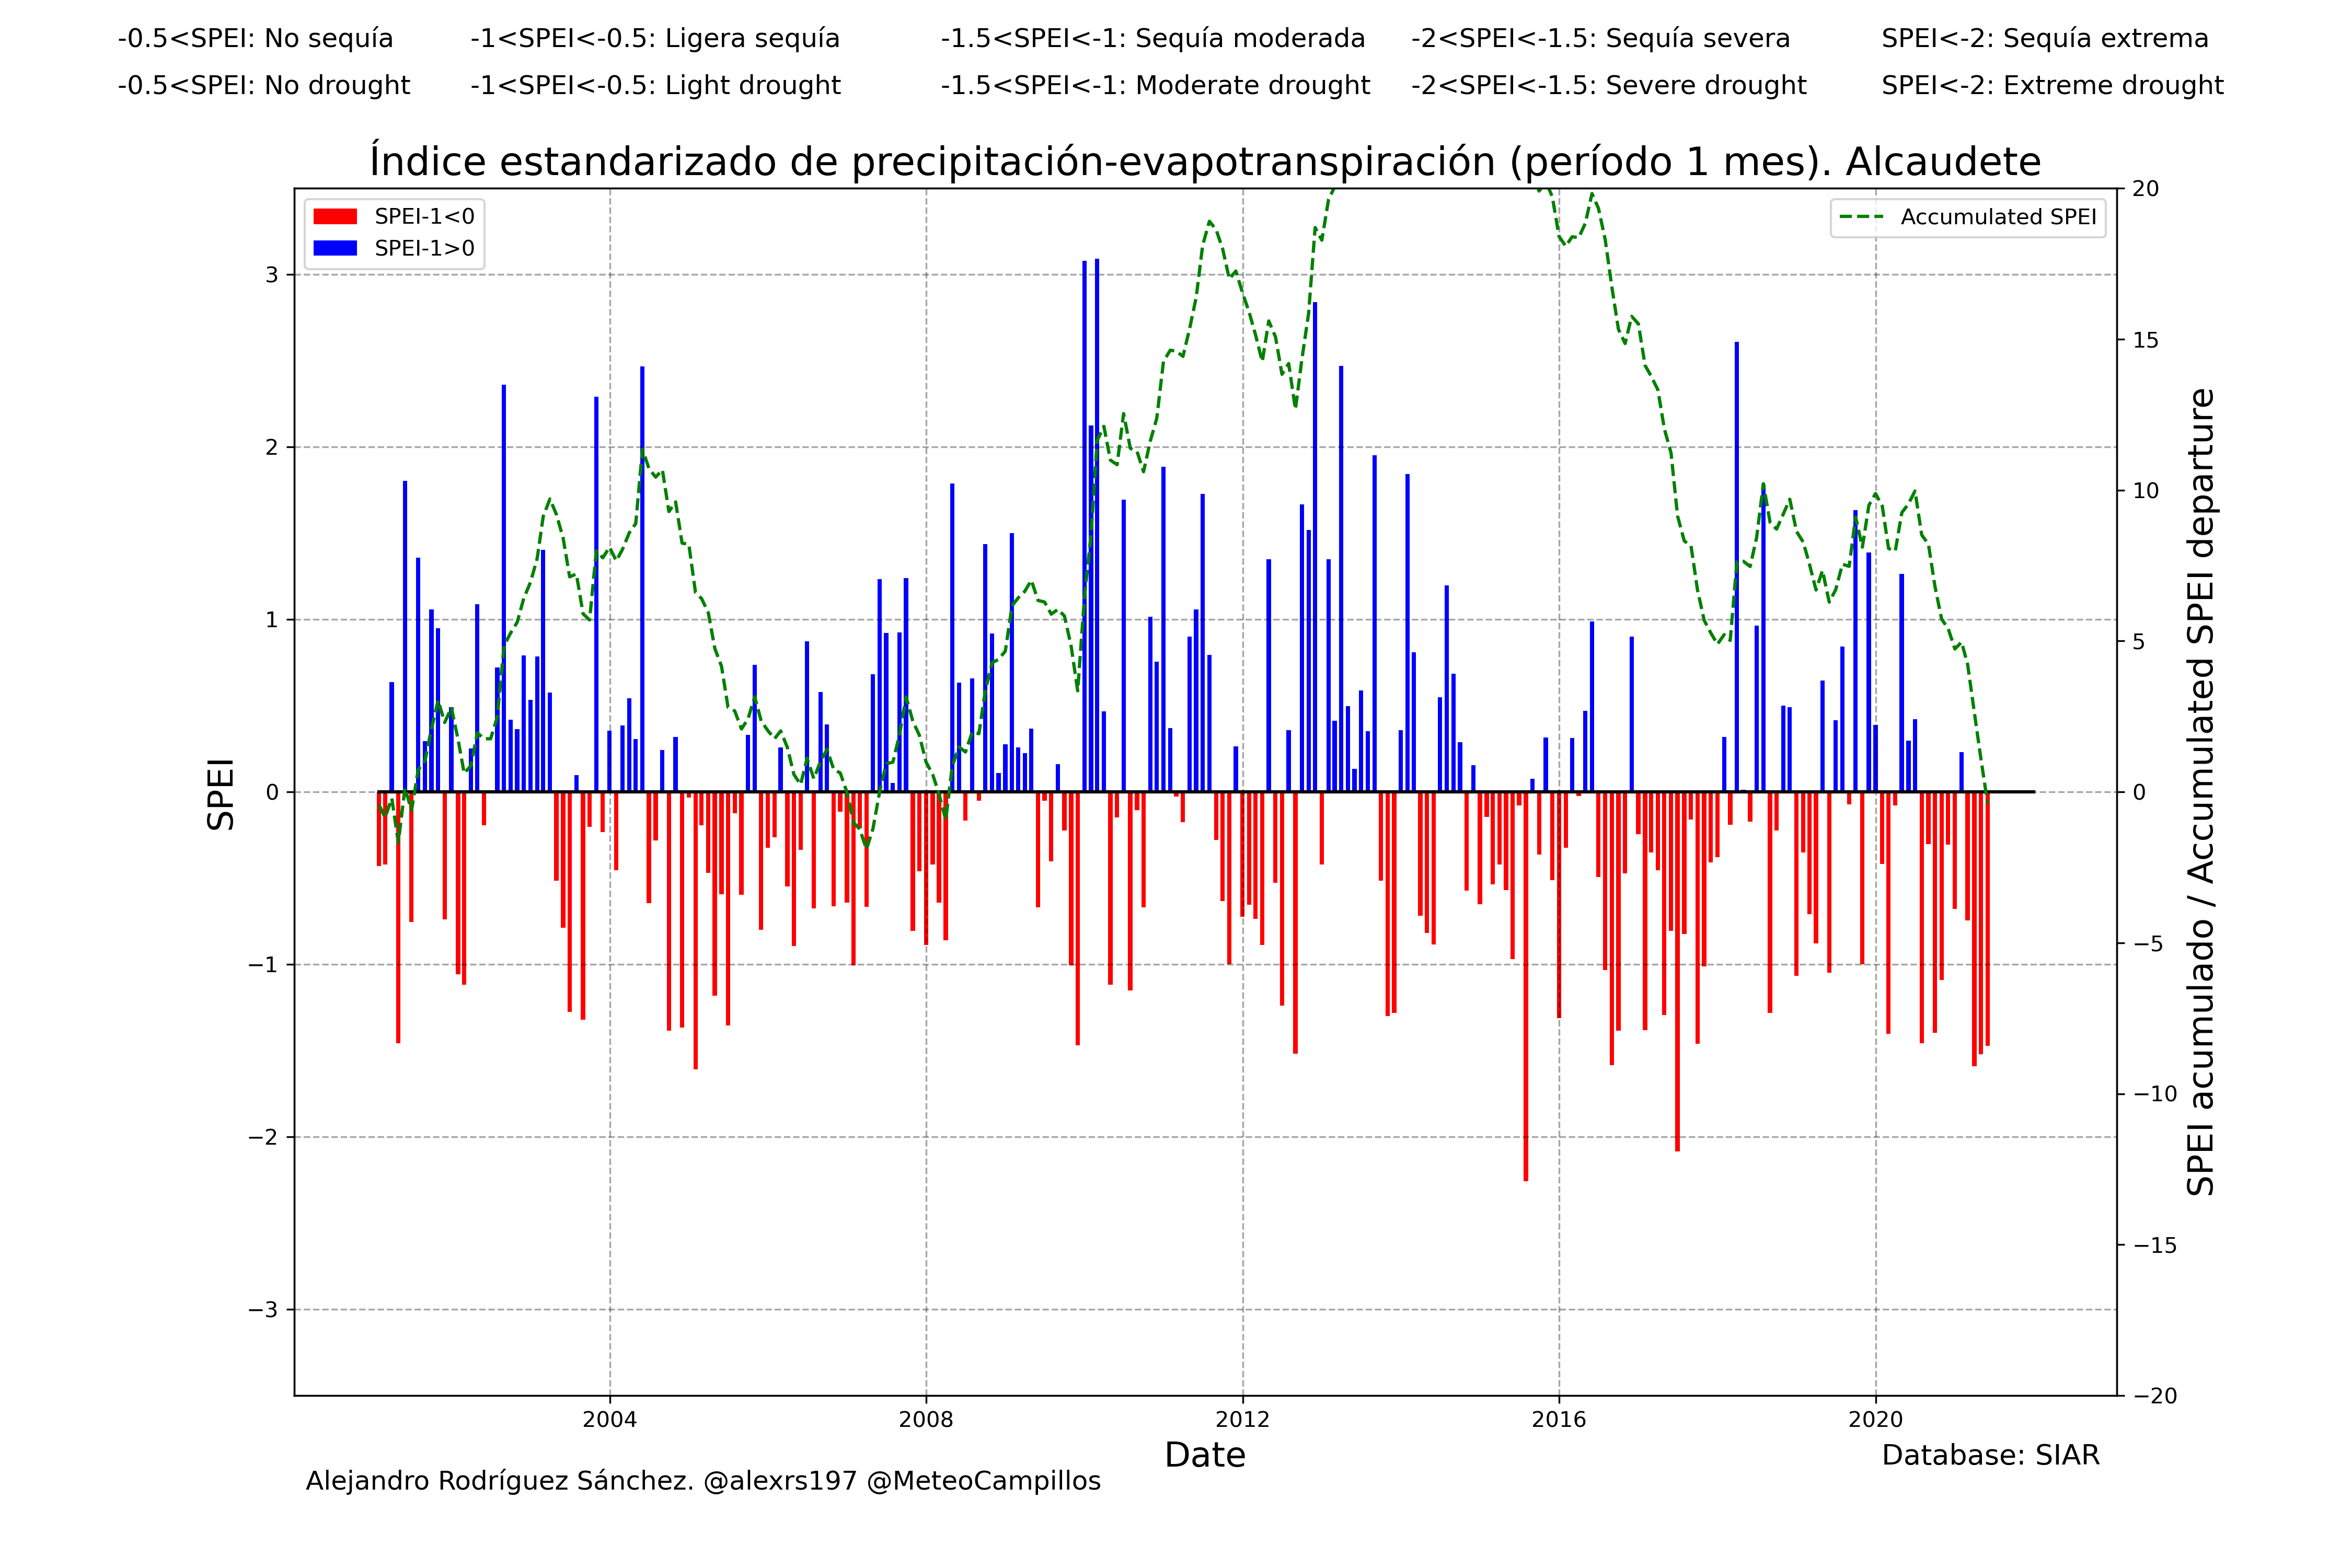 -0.5<SPEI: No sequía -1<SPEI<-0.5: Ligera sequía -1.5<SPEI<-1: Sequía moderada -2<SPEI<-1.5: Sequía severa SPEI<-2: Sequía extrema
-0.5<SPEI: No drought -1<SPEI<-0.5: Light drought -1.5<SPEI<-1: Moderate drought -2<SPEI<-1.5: Severe drought SPEI<-2: Extreme drought
Índice estandarizado de precipitación-evapotranspiración (período 1 mes). Alcaudete
SPEI-1<0
SPEI-1>0
Accumulated SPEI
SPEI
3
2
1
0
−1
−2
−3
20
15
10
5
0
−5
−10
−15
−20
SPEI acumulado / Accumulated SPEI departure
2004 2008 2012 2016 2020
Date
Database: SIAR
Alejandro Rodríguez Sánchez. @alexrs197 @MeteoCampillos